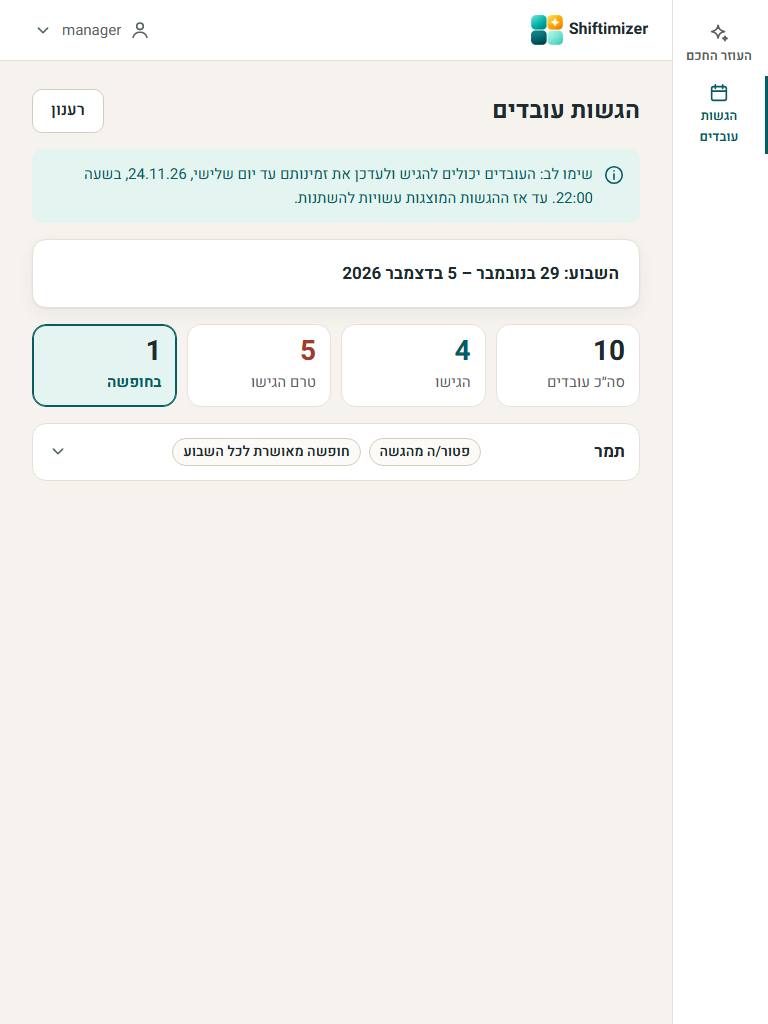 Shiftimizer
manager
העוזר החכם
הגשות
עובדים
הגשות עובדים
רענון
שימו לב: העובדים יכולים להגיש ולעדכן את זמינותם עד יום שלישי, 24.11.26, בשעה
22:00. עד אז ההגשות המוצגות עשויות להשתנות.
השבוע: 29 בנובמבר – 5 בדצמבר 2026
10
סה״כ עובדים
4
הגישו
5
טרם הגישו
1
בחופשה
תמר
פטור/ה מהגשה
חופשה מאושרת לכל השבוע